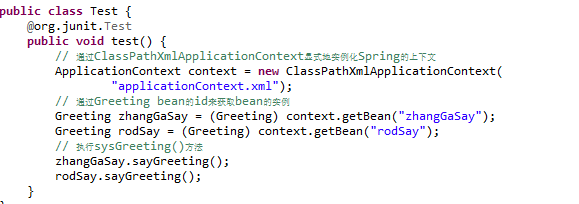 public class Test {
@org.junit.Test
public void test() {
// 通过ClassPathXmlApplicationContext显式地实例化Spring的上下文
ApplicationContext context = new ClassPathXmlApplicationContext(
"applicationContext.xml");
// 通过Greeting bean的id来获取bean的实例
Greeting zhangGaSay = (Greeting) context.getBean("zhangGaSay");
Greeting rodSay = (Greeting) context.getBean("rodSay");
// 执行sysGreeting()方法
zhangGaSay.sayGreeting();
rodSay.sayGreeting();
}